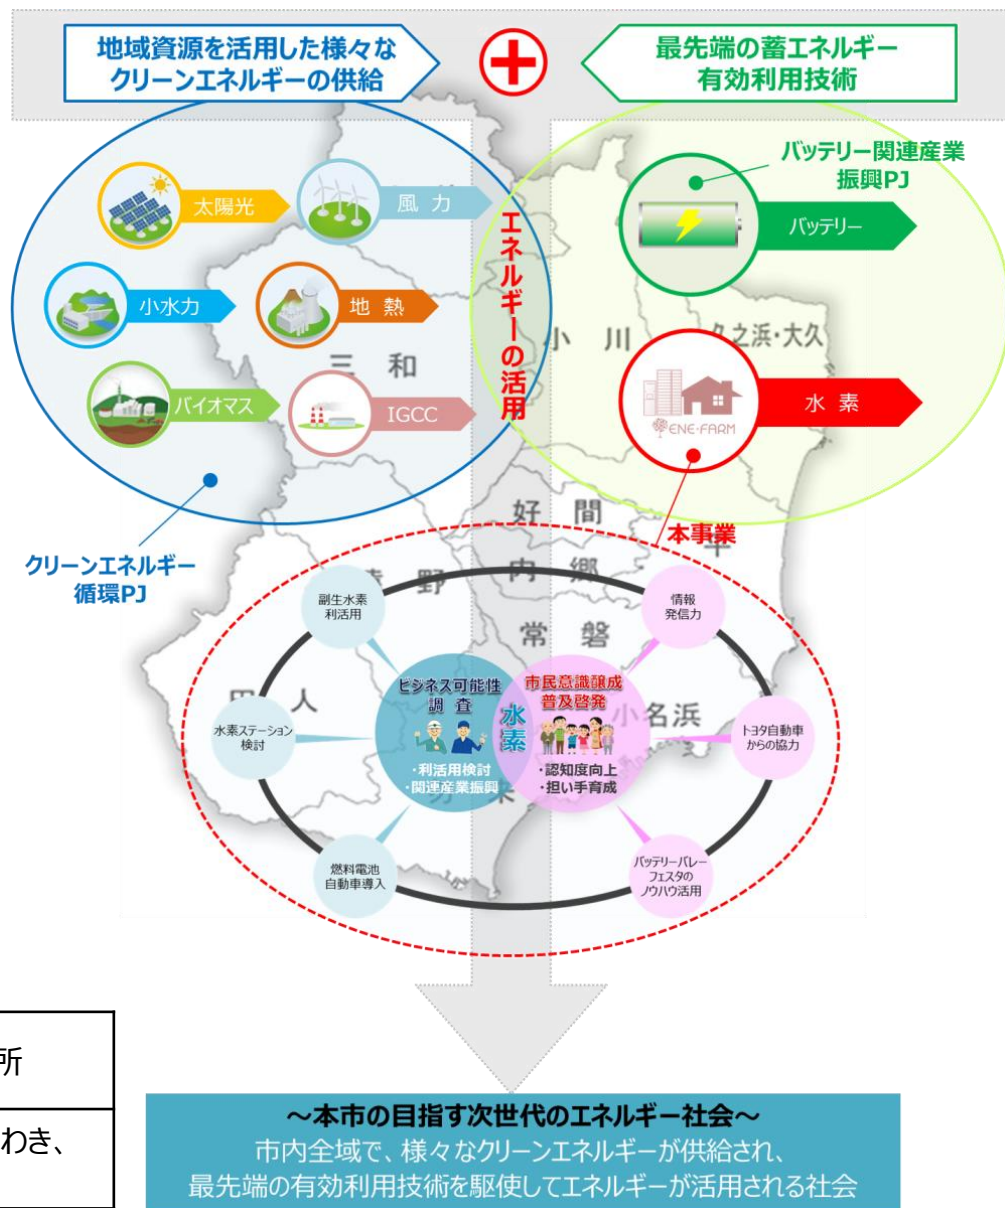 地域資源を活用した様々な
クリーンエネルギーの供給
最先端の蓄エネルギー
有効利用技術
太陽光
風 力
小水力
地 熱
バイオマス
IGCC
クリーンエネルギー
循環PJ
エネルギーの活用
バッテリー関連産業
振興PJ
バッテリー
水 素
ENE・FARM
本事業
三 和
小 川
久之浜・大久
好 間
平
内 郷
野
常 磐
人
小名浜
来
副生水素
利活用
水素ステーション
検討
燃料電池
自動車導入
ビジネス可能性
調 査
・利活用検討
・関連産業振興
水素
市民意識醸成
普及啓発
・認知度向上
・担い手育成
情報
発信力
トヨタ自動車
からの協力
バッテリーバレー
フェスタの
ノウハウ活用
所
わき、
～本市の目指す次世代のエネルギー社会～
市内全域で、様々なクリーンエネルギーが供給され、
最先端の有効利用技術を駆使してエネルギーが活用される社会